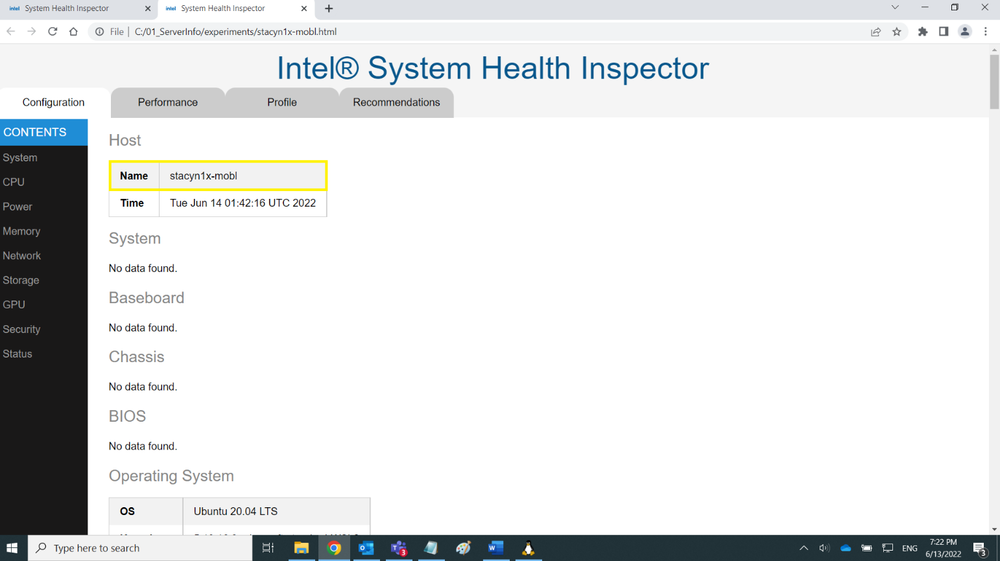 intel System Health Inspector
intel System Health Inspector
File | C:/01_ServerInfo/experiments/stacyn1x-mobl.html
Intel® System Health Inspector
Configuration Performance Profile Recommendations
CONTENTS
System
CPU
Power
Memory
Network
Storage
GPU
Security
Status
Host
Name stacyn1x-mobl
Time Tue Jun 14 01:42:16 UTC 2022
System
No data found.
Baseboard
No data found.
Chassis
No data found.
BIOS
No data found.
Operating System
OS Ubuntu 20.04 LTS
Type here to search
3
ENG
7:22 PM
6/13/2022
3